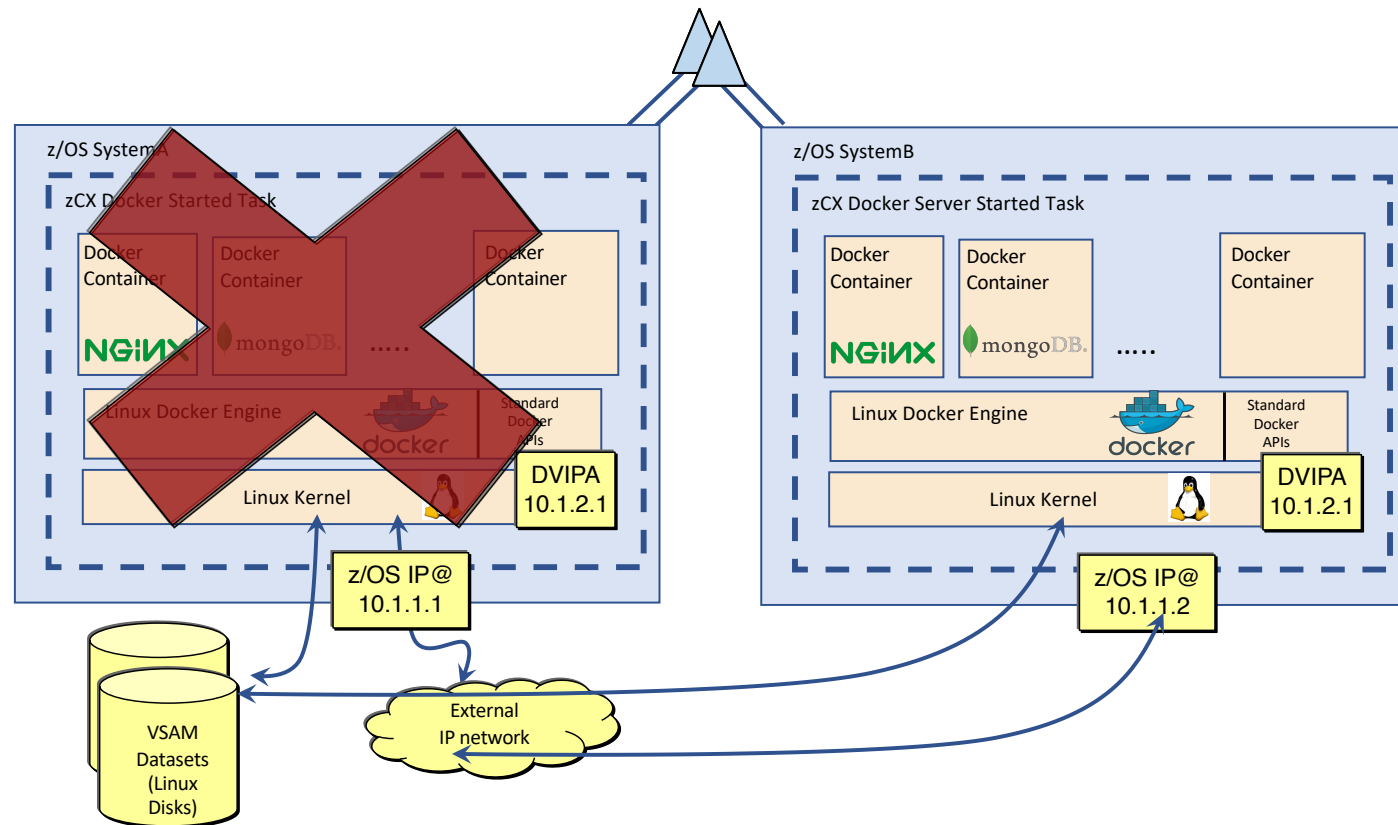 z/OS SystemA
zCX Docker Started Task
Docker
Container
NGINX
Docker
Container
mongoDB.
.....
Docker
Container
Linux Docker Engine
docker
Standard
Docker
APIs
Linux Kernel
DVIPA
10.1.2.1
z/OS IP@
10.1.1.1
z/OS SystemB
zCX Docker Server Started Task
Docker
Container
NGINX
Docker
Container
mongoDB.
.....
Docker
Container
Linux Docker Engine
docker
Standard
Docker
APIs
Linux Kernel
DVIPA
10.1.2.1
z/OS IP@
10.1.1.2
VSAM
Datasets
(Linux
Disks)
External
IP network